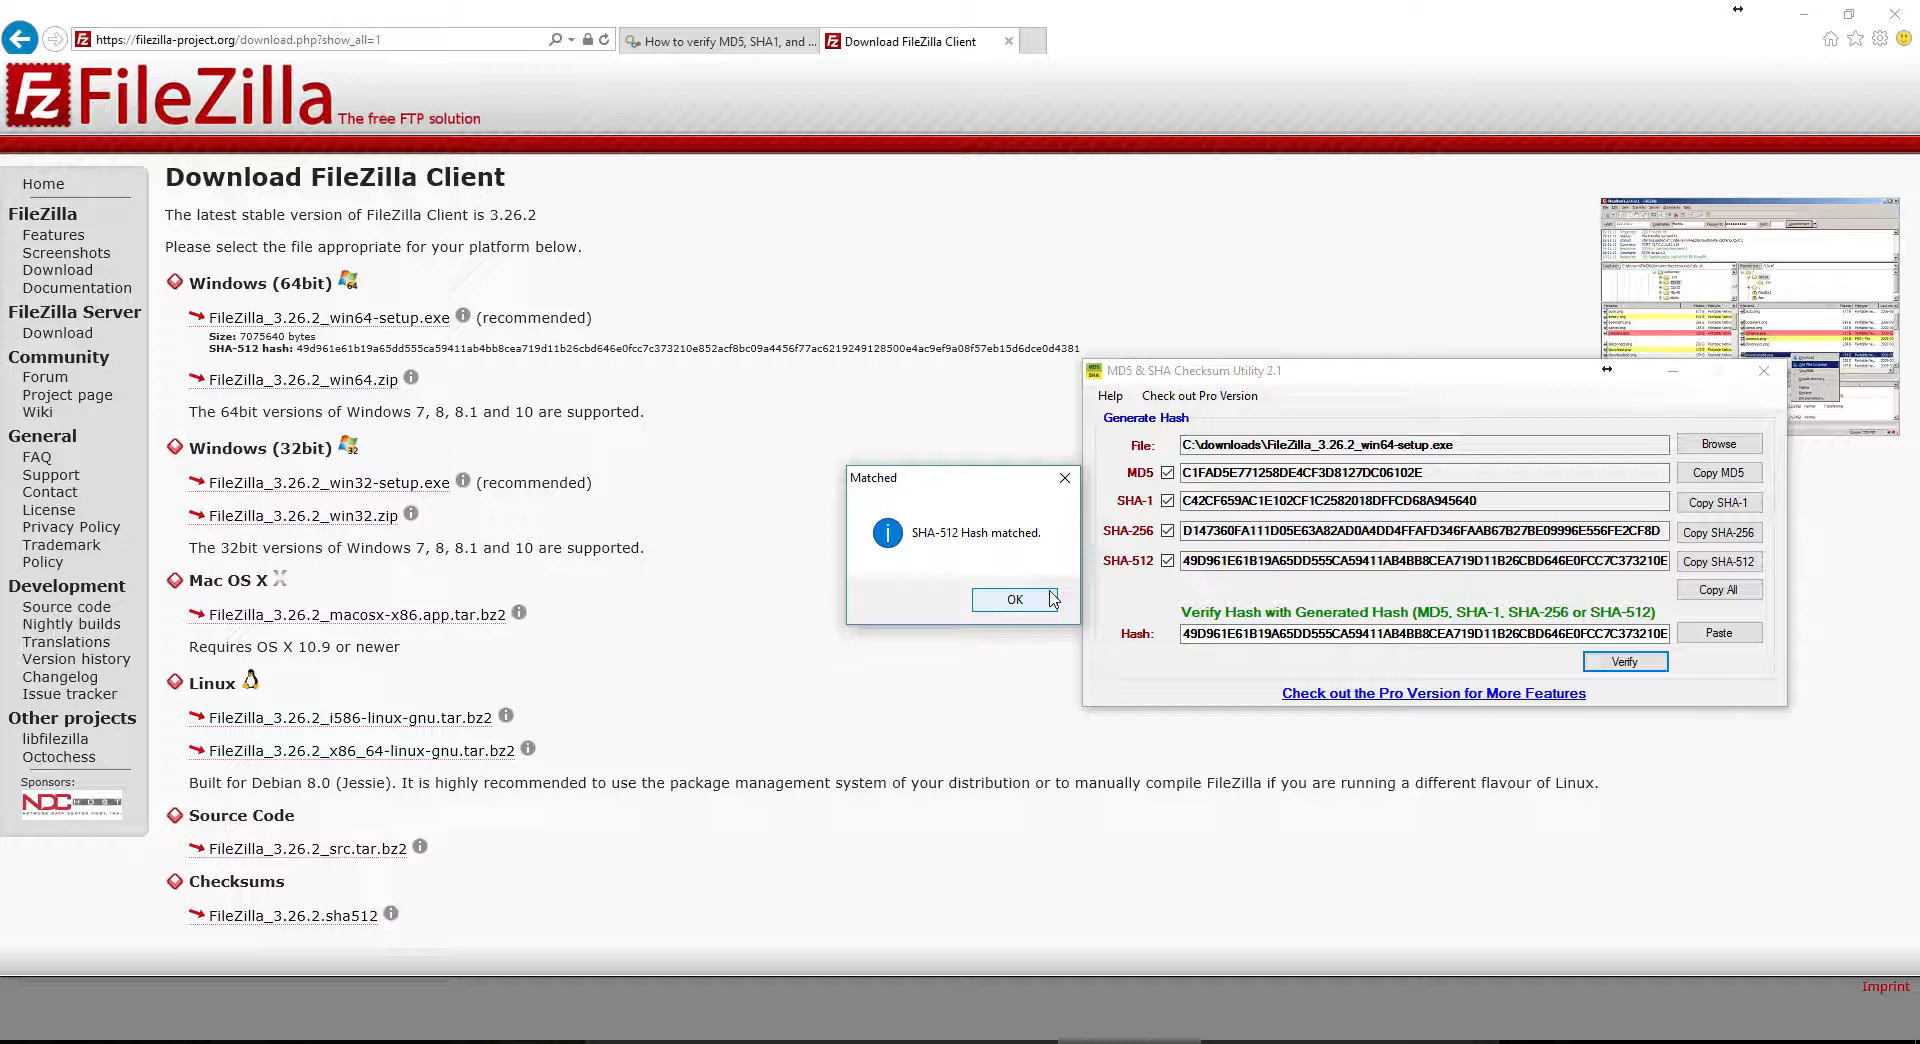 https://filezilla-project.org/download.php?show_all=1
How to verify MD5, SHA1, and ...
Download FileZilla Client
FileZilla The free FTP solution
Home
FileZilla
Features
Screenshots
Download
Documentation
FileZilla Server
Download
Community
Forum
Project page
Wiki
General
FAQ
Support
Contact
License
Privacy Policy
Trademark
Policy
Development
Source code
Nightly builds
Translations
Version history
Changelog
Issue tracker
Other projects
libfilezilla
Octochess
Sponsors:
NDC HOST
Download FileZilla Client
The latest stable version of FileZilla Client is 3.26.2
Please select the file appropriate for your platform below.
Windows (64bit)
FileZilla_3.26.2_win64-setup.exe (recommended)
Size: 7075640 bytes
SHA-512 hash: 49d961e61b19a65dd555ca59411ab4bb8cea719d11b26cbd646e0fcc7c373210e852acf8bc09a4456f77ac6219249128500e4ac9ef9a08f57eb15d6dce0d4381
FileZilla_3.26.2_win64.zip
The 64bit versions of Windows 7, 8, 8.1 and 10 are supported.
Windows (32bit)
FileZilla_3.26.2_win32-setup.exe (recommended)
FileZilla_3.26.2_win32.zip
The 32bit versions of Windows 7, 8, 8.1 and 10 are supported.
Mac OS X
FileZilla_3.26.2_macosx-x86.app.tar.bz2
Requires OS X 10.9 or newer
Linux
FileZilla_3.26.2_i586-linux-gnu.tar.bz2
FileZilla_3.26.2_x86_64-linux-gnu.tar.bz2
Built for Debian 8.0 (Jessie). It is highly recommended to use the package management system of your distribution or to manually compile FileZilla if you are running a different flavour of Linux.
Source Code
FileZilla_3.26.2_src.tar.bz2
Checksums
FileZilla_3.26.2.sha512
Matched
SHA-512 Hash matched.
OK
MD5 & SHA Checksum Utility 2.1
Help Check out Pro Version
Generate Hash
File: C:\downloads\FileZilla_3.26.2_win64-setup.exe Browse
MD5 C1FAD5E771258DE4CF3D8127DC06102E Copy MD5
SHA-1 C42CF659AC1E102CF1C2582018DFFCD68A945640 Copy SHA-1
SHA-256 D147360FA111D05E63A82AD0A4DD4FFAFD346FAAB67B27BE09996E556FE2CF8D Copy SHA-256
SHA-512 49D961E61B19A65DD555CA59411AB4BB8CEA719D11B26CBD646E0FCC7C373210E Copy SHA-512
Copy All
Verify Hash with Generated Hash (MD5, SHA-1, SHA-256 or SHA-512)
Hash: 49D961E61B19A65DD555CA59411AB4BB8CEA719D11B26CBD646E0FCC7C373210E Paste
Verify
Check out the Pro Version for More Features
Imprint